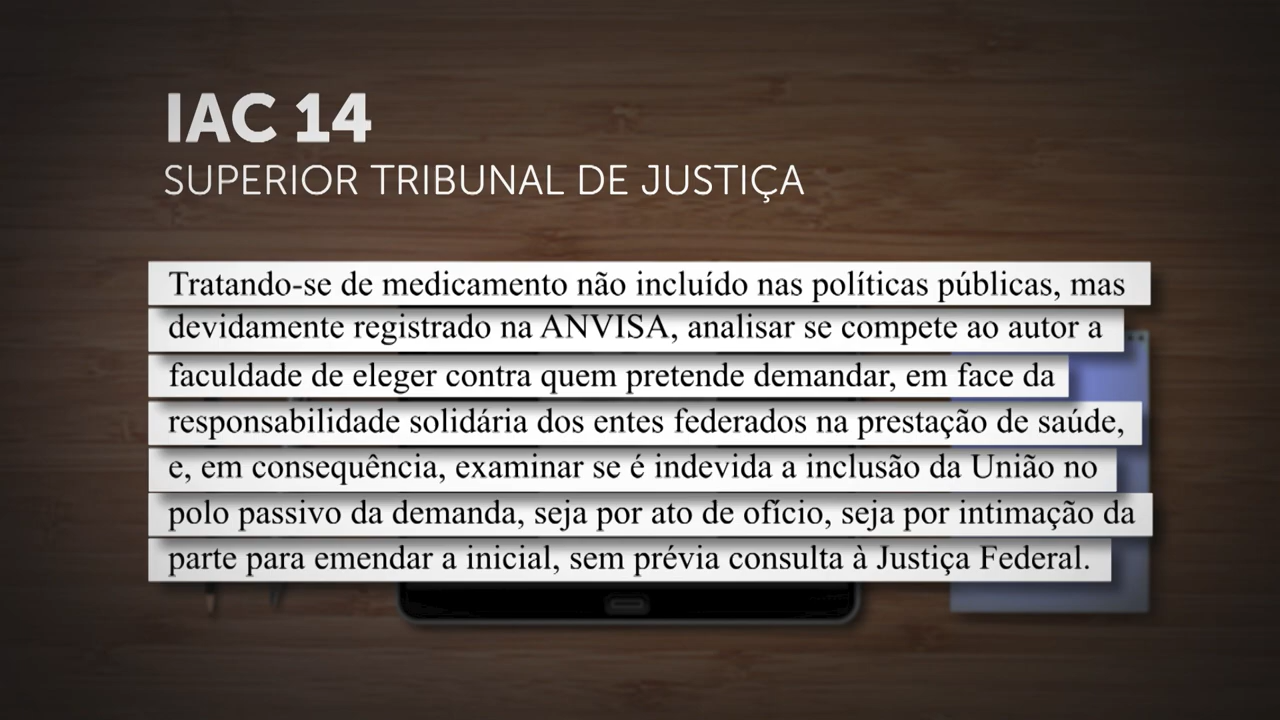 IAC 14
SUPERIOR TRIBUNAL DE JUSTIÇA
Tratando-se de medicamento não incluído nas políticas públicas, mas
devidamente registrado na ANVISA, analisar se compete ao autor a
faculdade de eleger contra quem pretende demandar, em face da
responsabilidade solidária dos entes federados na prestação de saúde,
e, em consequência, examinar se é indevida a inclusão da União no
polo passivo da demanda, seja por ato de ofício, seja por intimação da
parte para emendar a inicial, sem prévia consulta à Justiça Federal.